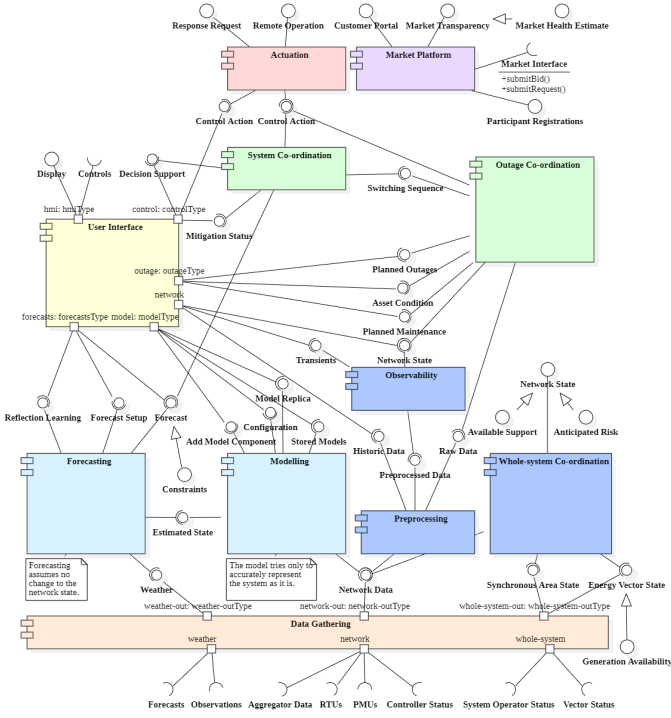 Response Request
Remote Operation
Customer Portal
Market Transparency
Market Health Estimate
Actuation
Market Platform
Market Interface
+submitBid()
+submitRequest()
Control Action
Control Action
Participant Registrations
System Co-ordination
Outage Co-ordination
Display
Controls
Decision Support
Switching Sequence
hmi: hmiType
control: controlType
User Interface
Mitigation Status
outage: outageType
Planned Outages
network
Asset Condition
forecasts: forecastsType
model: modelType
Planned Maintenance
Transients
Network State
Observability
Network State
Model Replica
Reflection Learning
Forecast Setup
Forecast
Configuration
Available Support
Anticipated Risk
Add Model Component
Stored Models
Historic Data
Raw Data
Forecasting
Modelling
Whole-system Co-ordination
Preprocessed Data
Constraints
Preprocessing
Estimated State
Forecasting
assumes no
change to the
network state.
The model tries only to
accurately represent
the system as it is.
Weather
Network Data
Synchronous Area State
Energy Vector State
weather-out: weather-outType
network-out: network-outType
whole-system-out: whole-system-outType
Data Gathering
weather
network
whole-system
Generation Availability
Forecasts
Observations
Aggregator Data
RTUs
PMUs
Controller Status
System Operator Status
Vector Status